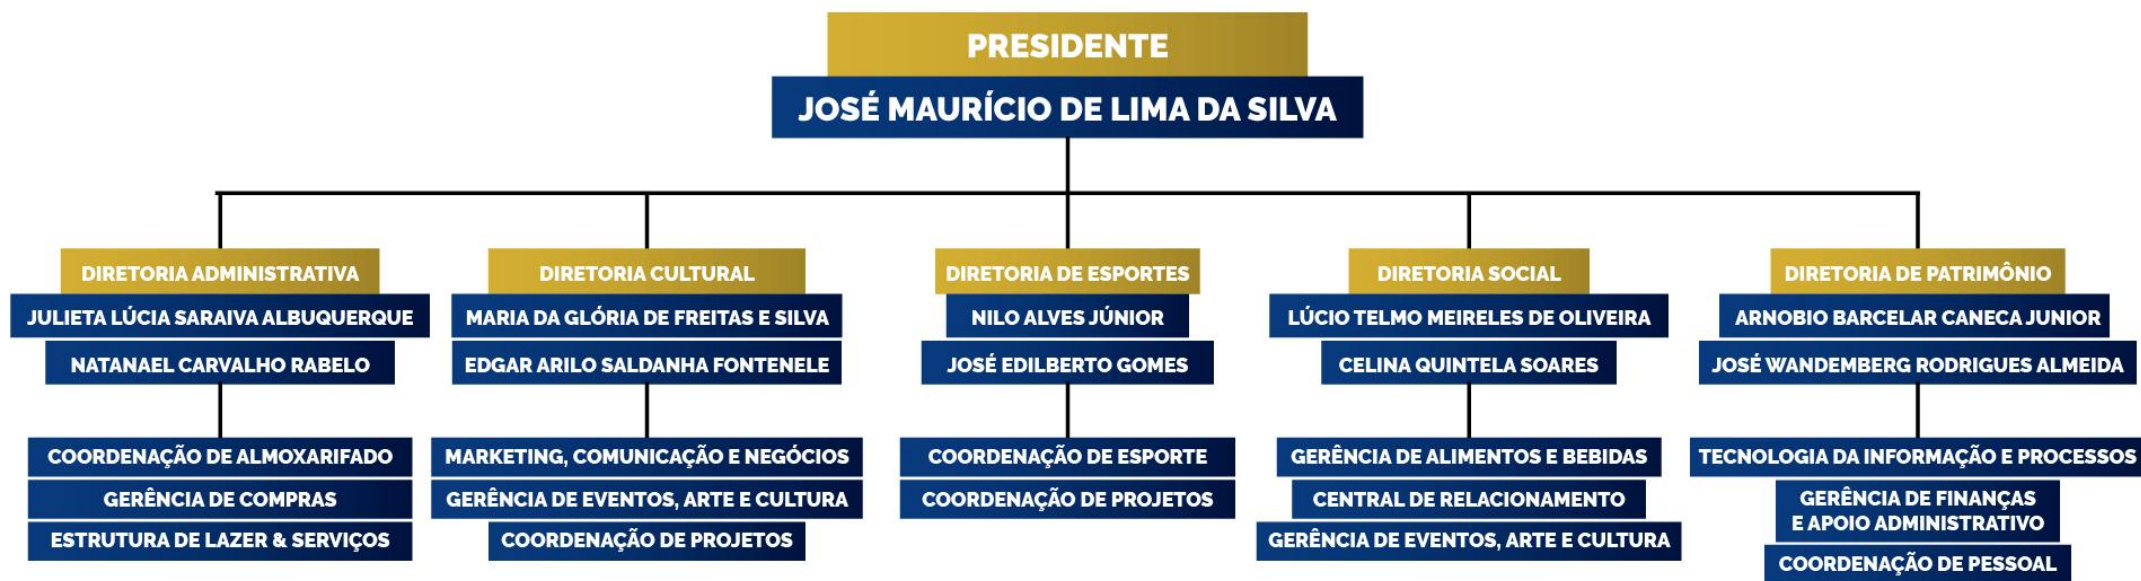 PRESIDENTE
JOSÉ MAURÍCIO DE LIMA DA SILVA
DIRETORIA ADMINISTRATIVA
JULIETA LÚCIA SARAIVA ALBUQUERQUE
NATANAEL CARVALHO RABELO
COORDENAÇÃO DE ALMOXARIFADO
GERÊNCIA DE COMPRAS
ESTRUTURA DE LAZER & SERVIÇOS
DIRETORIA CULTURAL
MARIA DA GLÓRIA DE FREITAS E SILVA
EDGAR ARILO SALDANHA FONTENELE
MARKETING, COMUNICAÇÃO E NEGÓCIOS
GERÊNCIA DE EVENTOS, ARTE E CULTURA
COORDENAÇÃO DE PROJETOS
DIRETORIA DE ESPORTES
NILO ALVES JÚNIOR
JOSÉ EDILBERTO GOMES
COORDENAÇÃO DE ESPORTE
COORDENAÇÃO DE PROJETOS
DIRETORIA SOCIAL
LÚCIO TELMO MEIRELES DE OLIVEIRA
CELINA QUINTELA SOARES
GERÊNCIA DE ALIMENTOS E BEBIDAS
CENTRAL DE RELACIONAMENTO
GERÊNCIA DE EVENTOS, ARTE E CULTURA
DIRETORIA DE PATRIMÔNIO
ARNOBIO BARCELAR CANECA JUNIOR
JOSÉ WANDEMBERG RODRIGUES ALMEIDA
TECNOLOGIA DA INFORMAÇÃO E PROCESSOS
GERÊNCIA DE FINANÇAS
E APOIO ADMINISTRATIVO
COORDENAÇÃO DE PESSOAL